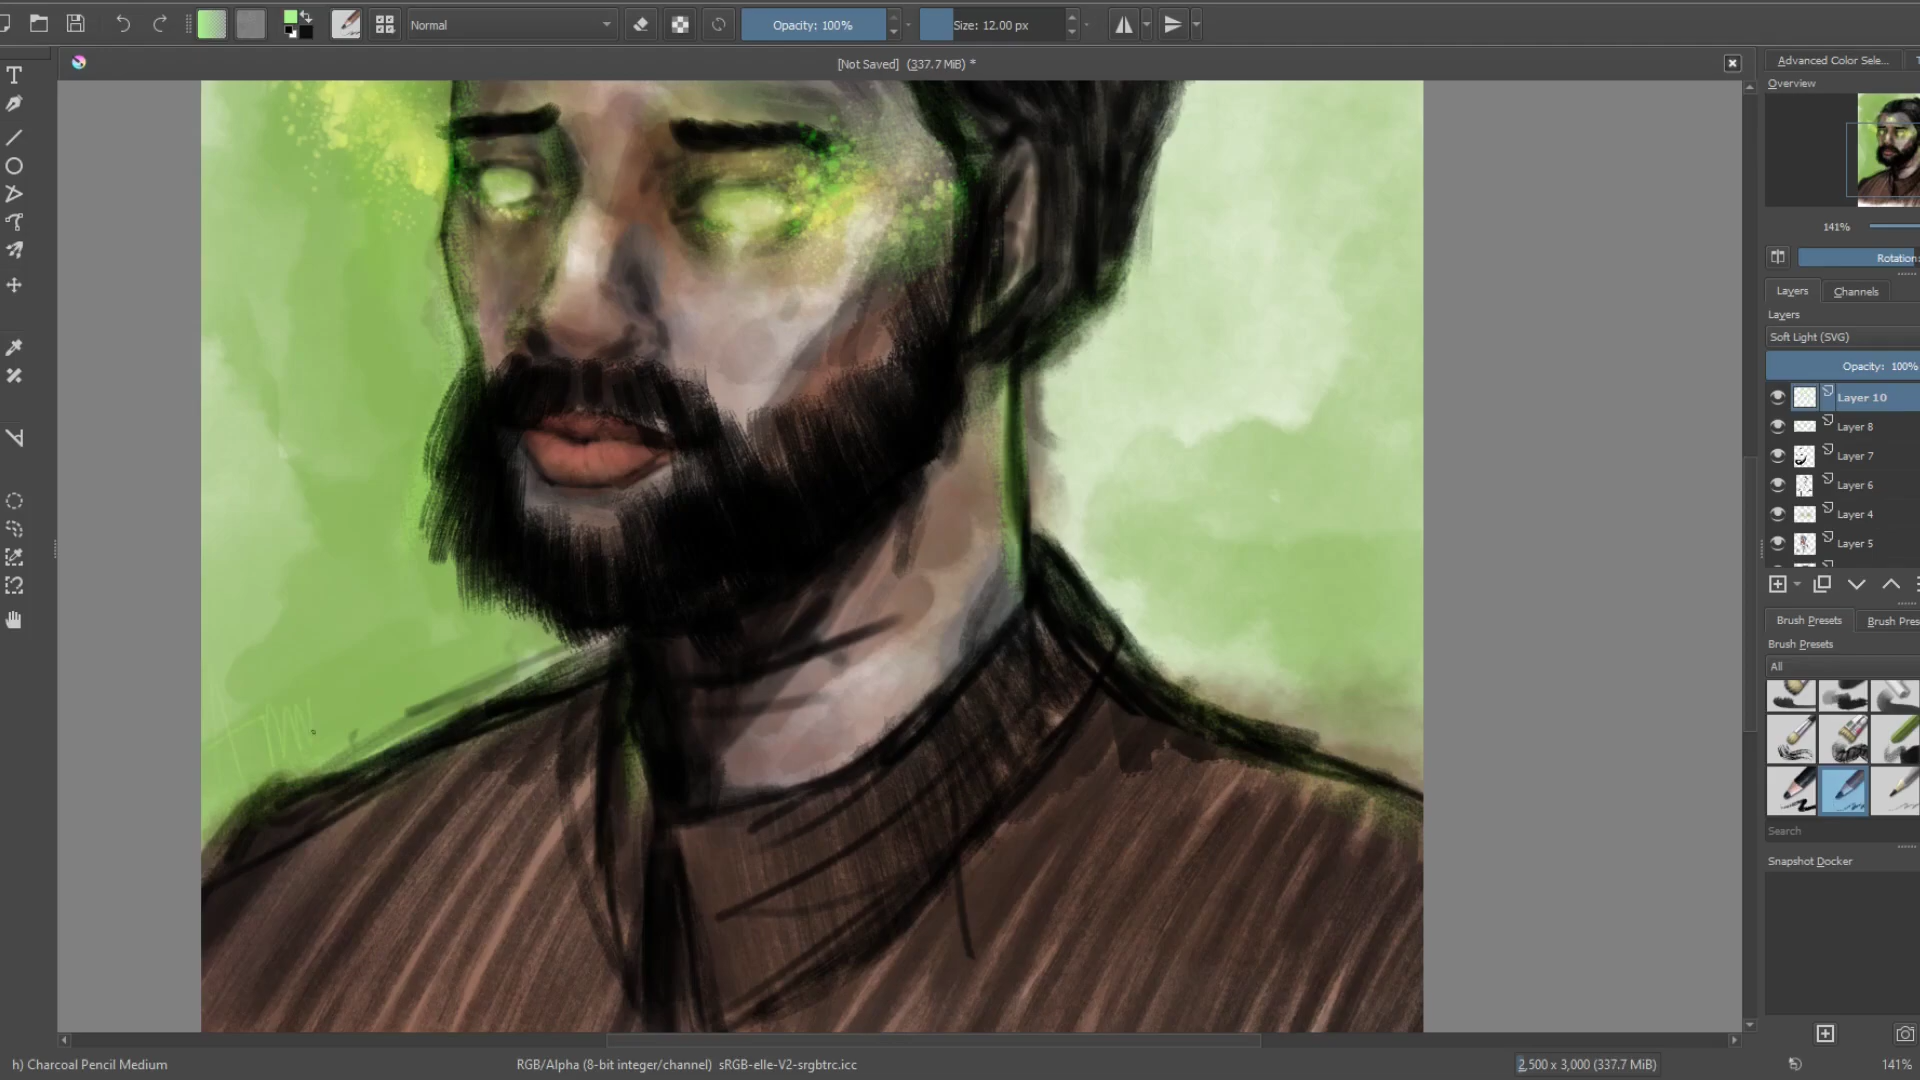 Normal
Opacity: 100%
Size: 12.00 px
[Not Saved] (337.7 MiB) *
Advanced Color Sele...
Overview
141%
Rotation:
Layers
Channels
Layers
Soft Light (SVG)
Opacity: 100%
Layer 10
Layer 8
Layer 7
Layer 6
Layer 4
Layer 5
Brush Presets
Brush Pres
Brush Presets
All
Search
Snapshot Docker
h) Charcoal Pencil Medium
RGB/Alpha (8-bit integer/channel) sRGB-elle-V2-srgbtrc.icc
2,500 x 3,000 (337.7 MiB)
141%